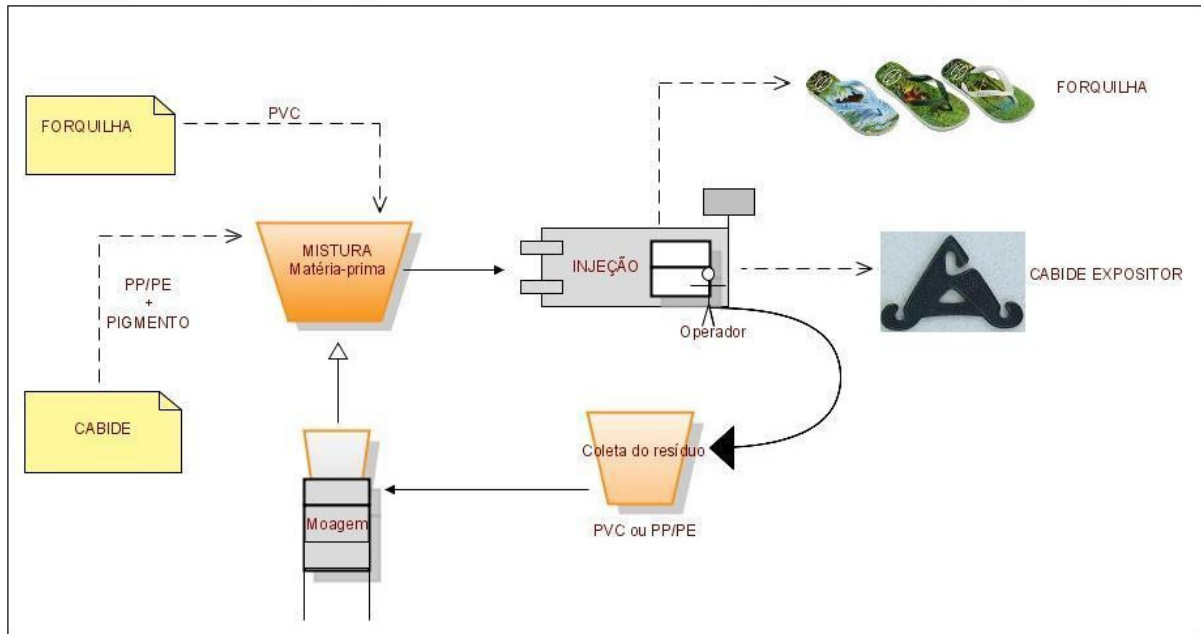 FORQUILHA
PVC
FORQUILHA
MISTURA
Matéria-prima
INJEÇÃO
CABIDE EXPOSITOR
PP/PE
+
PIGMENTO
Operador
CABIDE
Coleta do resíduo
Moagem
PVC ou PP/PE